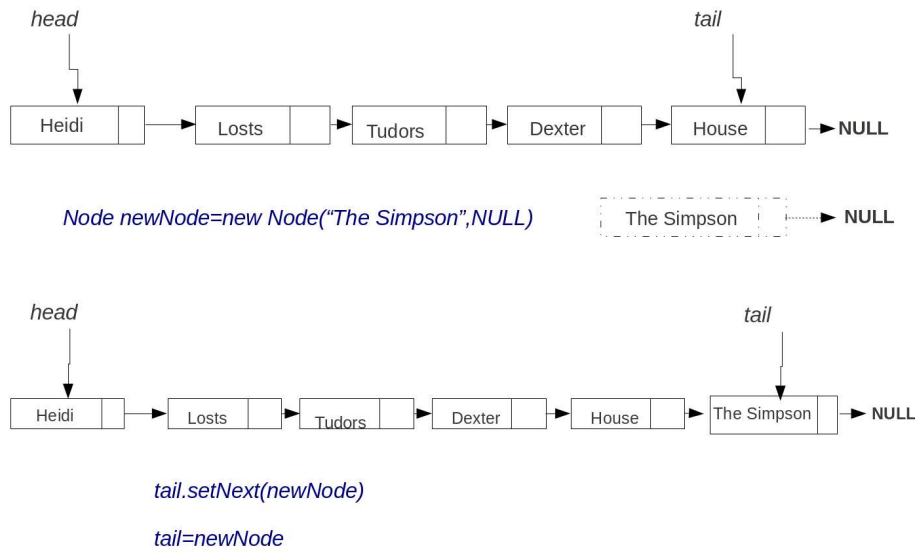 head tail
Heidi Losts Tudors Dexter House NULL
Node newNode=new Node(“The Simpson”,NULL) The Simpson NULL
head tail
Heidi Losts Tudors Dexter House The Simpson NULL
tail.setNext(newNode)
tail=newNode